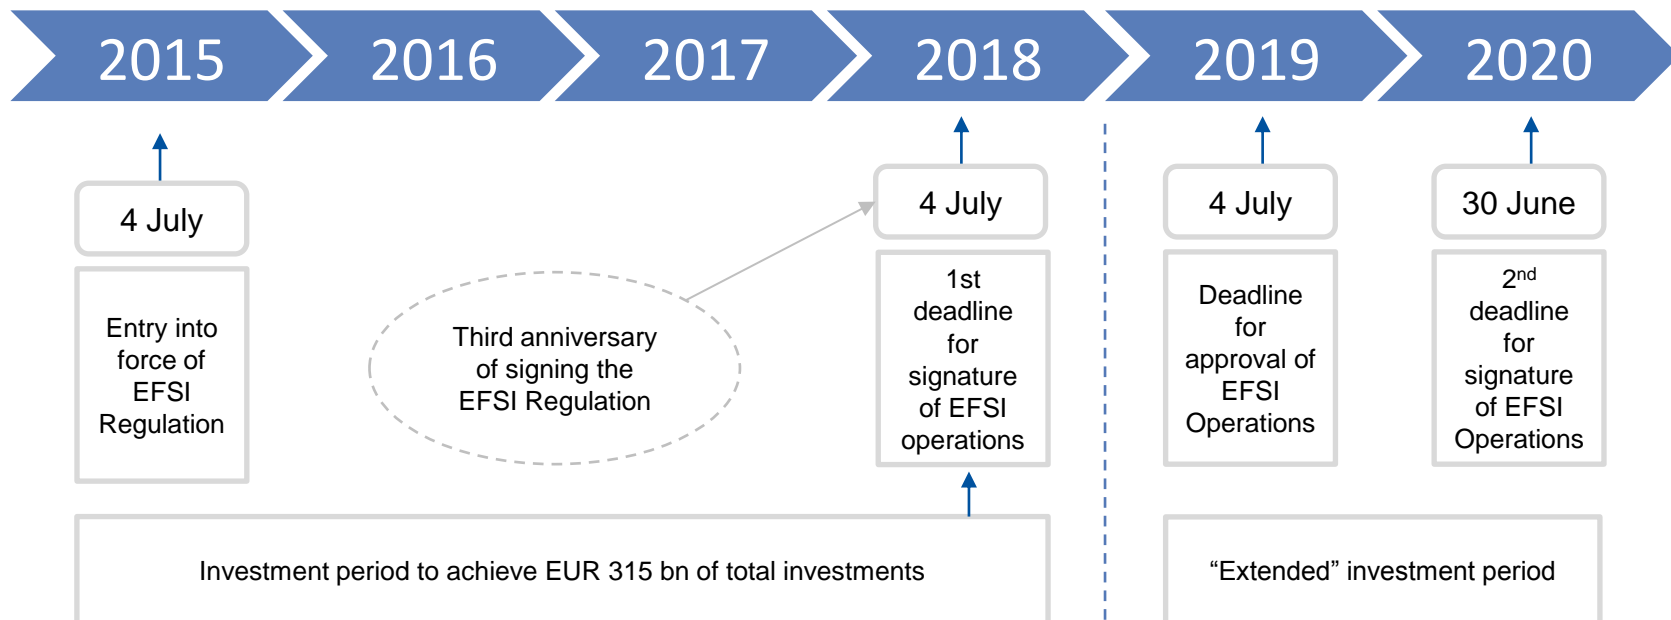 2015
2016
2017
2018
2019
2020
4 July
Entry into
force of
EFSI
Regulation
Third anniversary
of signing the
EFSI Regulation
4 July
1st
deadline
for
signature
of EFSI
operations
4 July
Deadline
for
approval of
EFSI
Operations
30 June
2nd
deadline
for
signature
of EFSI
Operations
Investment period to achieve EUR 315 bn of total investments
“Extended” investment period